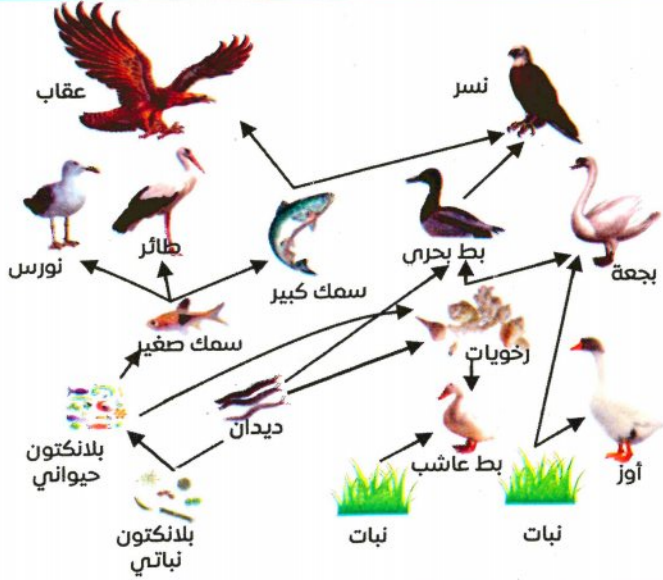 عقاب
نسر
نورس
طائر
سمك كبير
بط بحري
بجعة
سمك صغير
رخويات
بلانكتون
حيواني
ديدان
بط عاشب
أوز
بلانكتون
نباتي
نبات
نبات